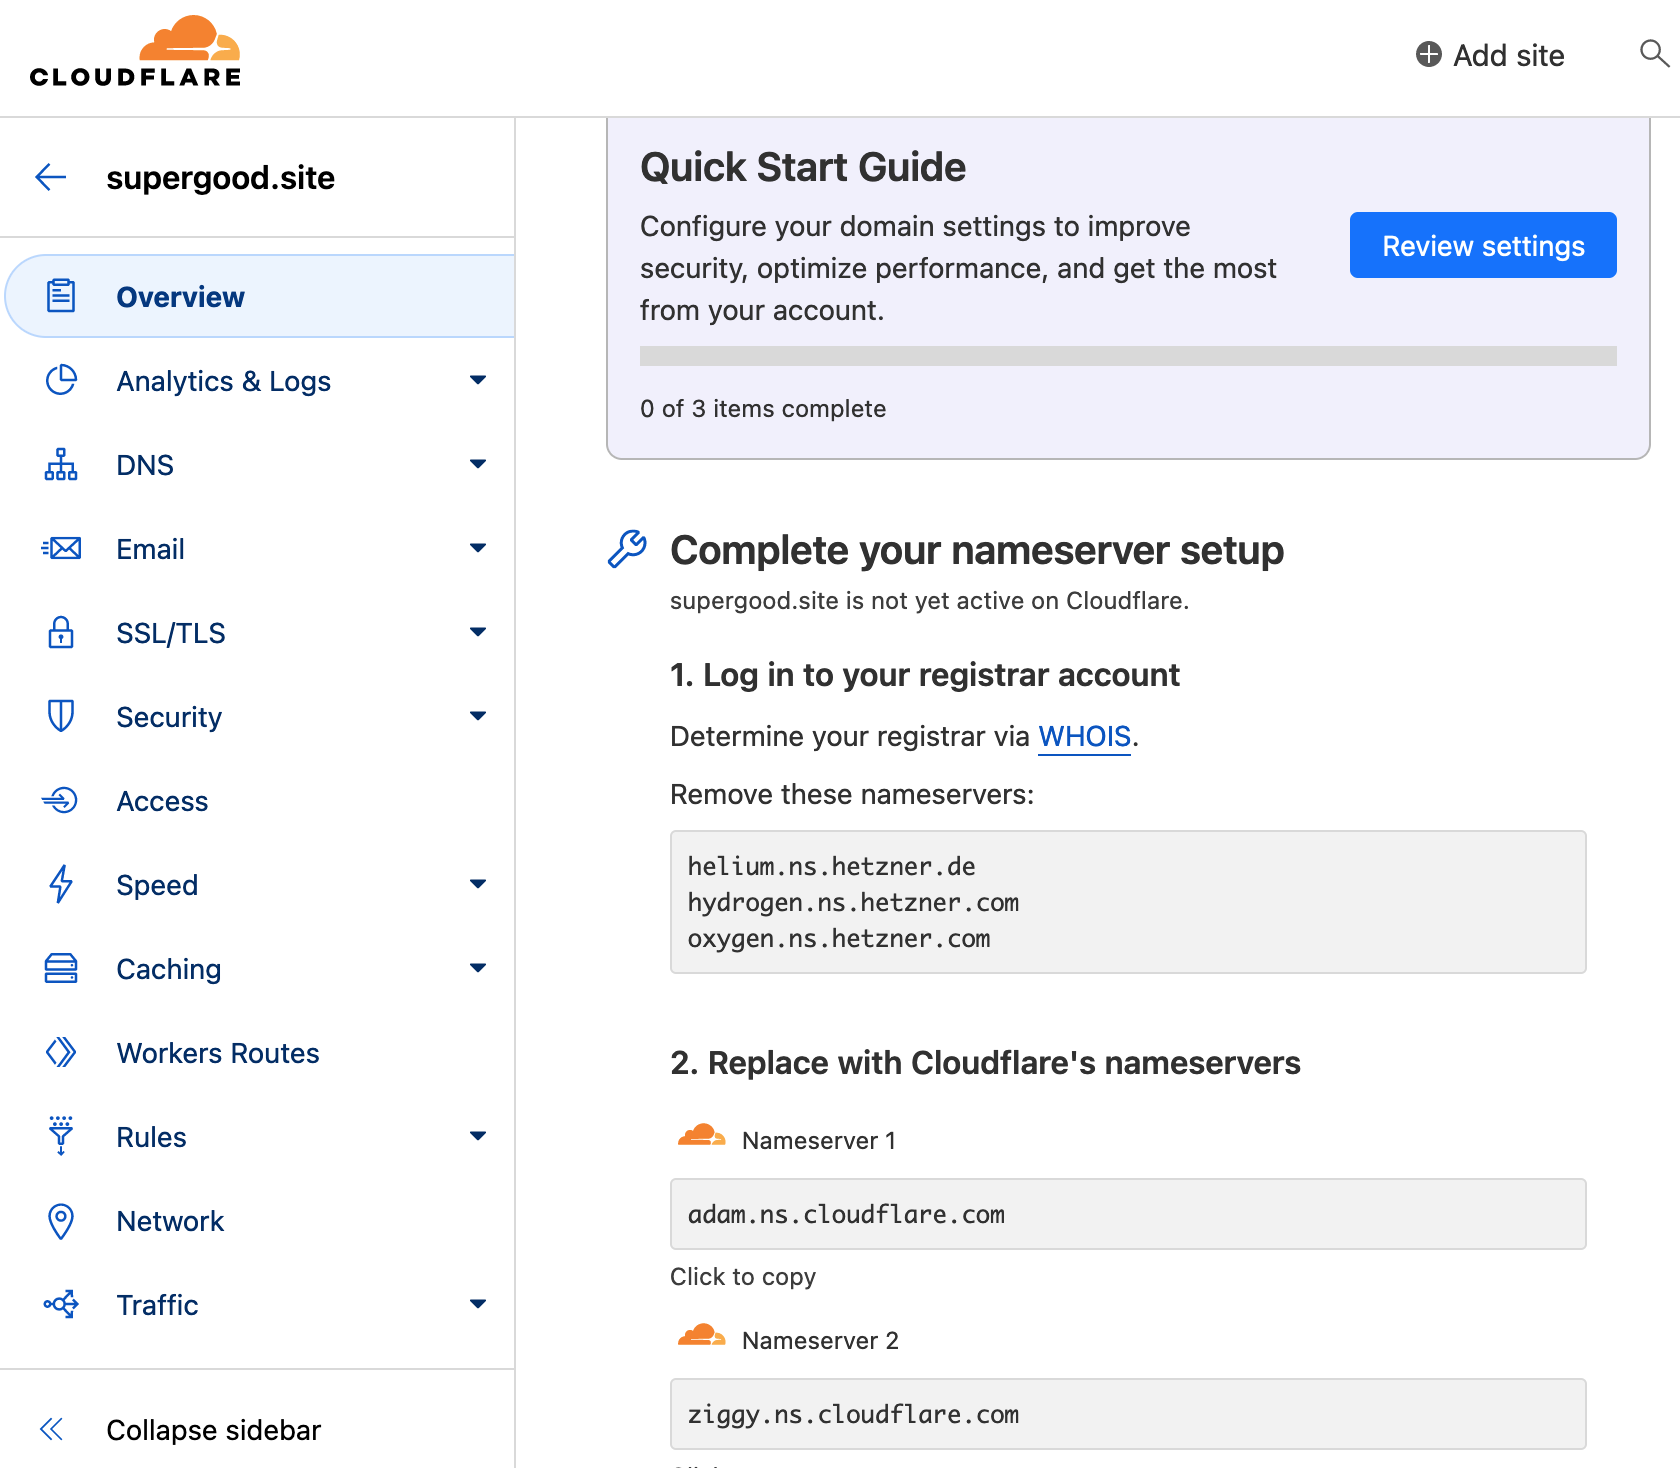 CLOUDFLARE
Add site
supergood.site
Overview
Analytics & Logs
DNS
Email
SSL/TLS
Security
Access
Speed
Caching
Workers Routes
Rules
Network
Traffic
Collapse sidebar
Quick Start Guide
Configure your domain settings to improve
security, optimize performance, and get the most
from your account.
Review settings
0 of 3 items complete
Complete your nameserver setup
supergood.site is not yet active on Cloudflare.
1. Log in to your registrar account
Determine your registrar via WHOIS.
Remove these nameservers:
helium.ns.hetzner.de
hydrogen.ns.hetzner.com
oxygen.ns.hetzner.com
2. Replace with Cloudflare's nameservers
Nameserver 1
adam.ns.cloudflare.com
Click to copy
Nameserver 2
ziggy.ns.cloudflare.com